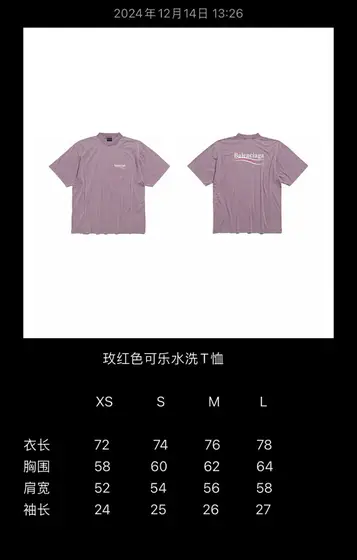 2024年12月14日 13:26
Balenciaga
玫红色可乐水洗T恤
XS S M L
衣长 72 74 76 78
胸围 58 60 62 64
肩宽 52 54 56 58
袖长 24 25 26 27